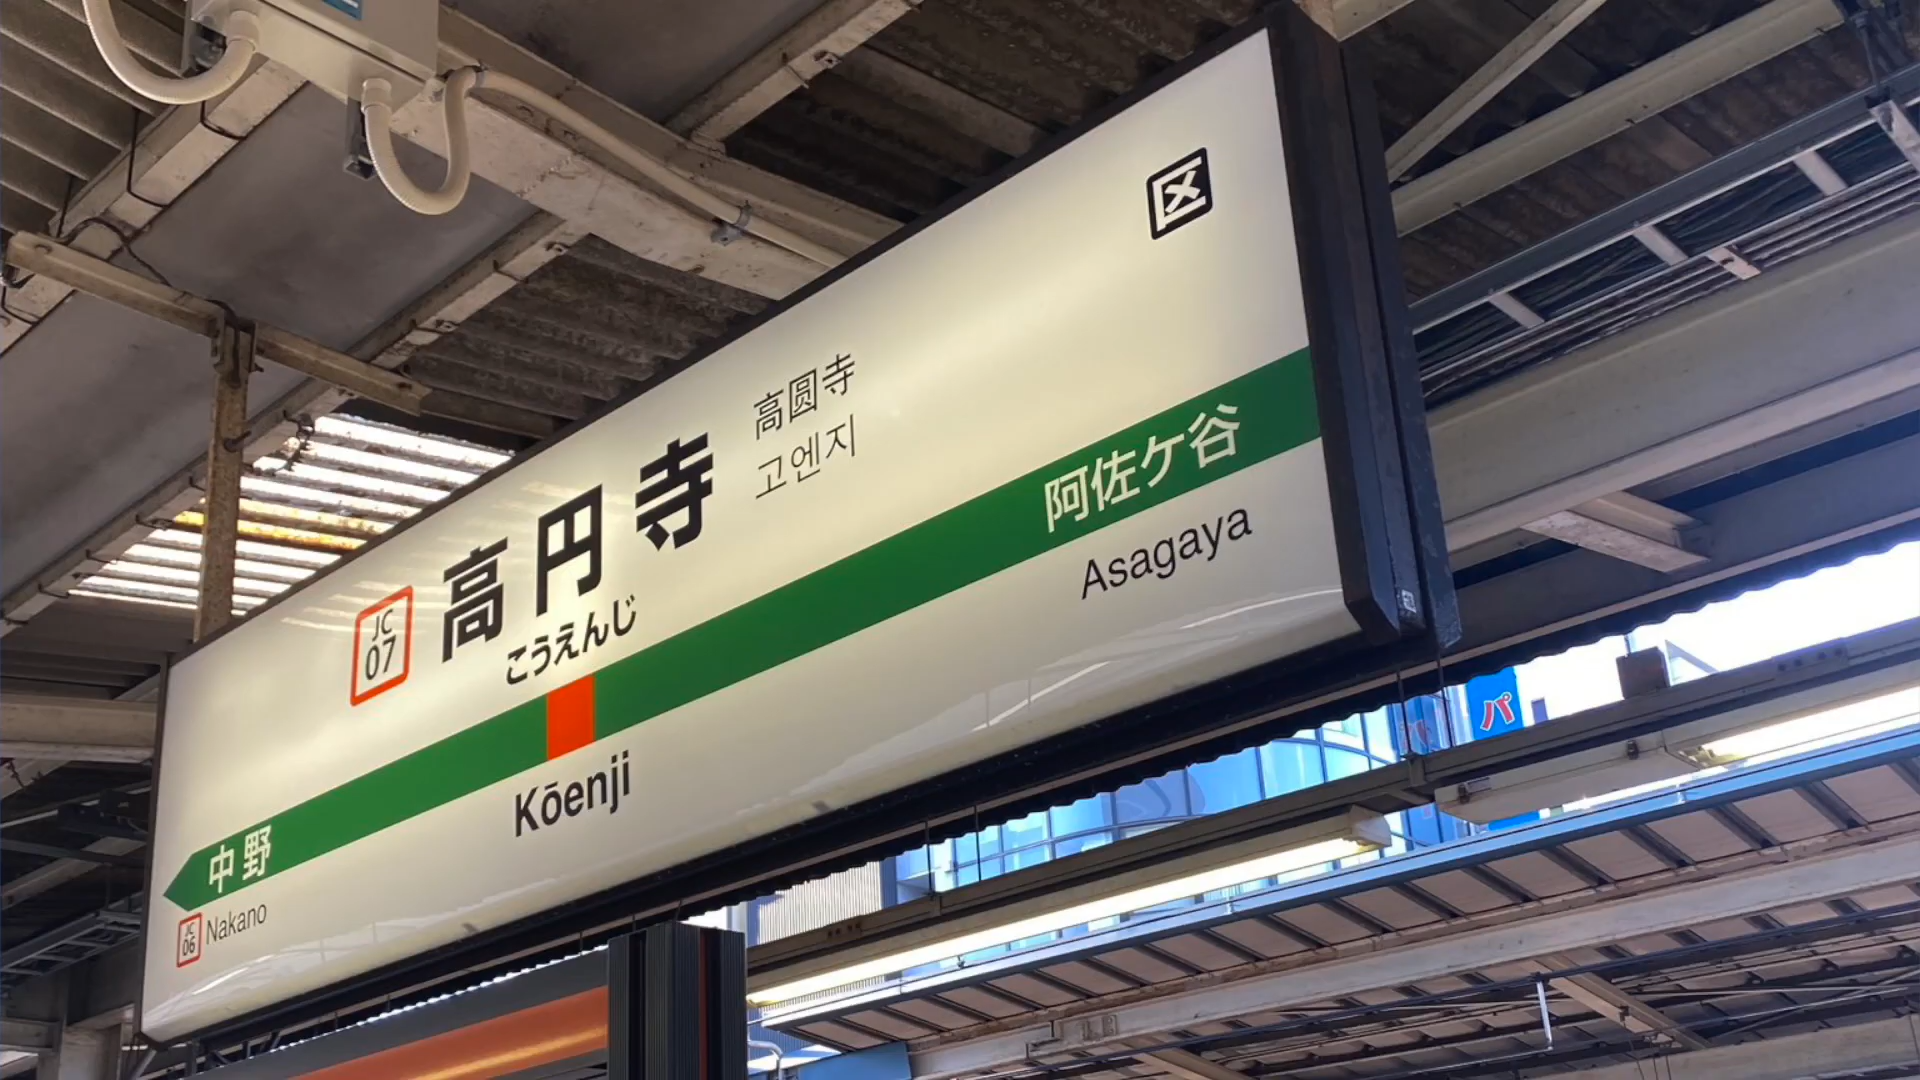 区
高圆寺
고엔지
JC
07
高円寺
こうえんじ
阿佐ケ谷
Asagaya
Kōenji
中野
JC
06
Nakano
パ